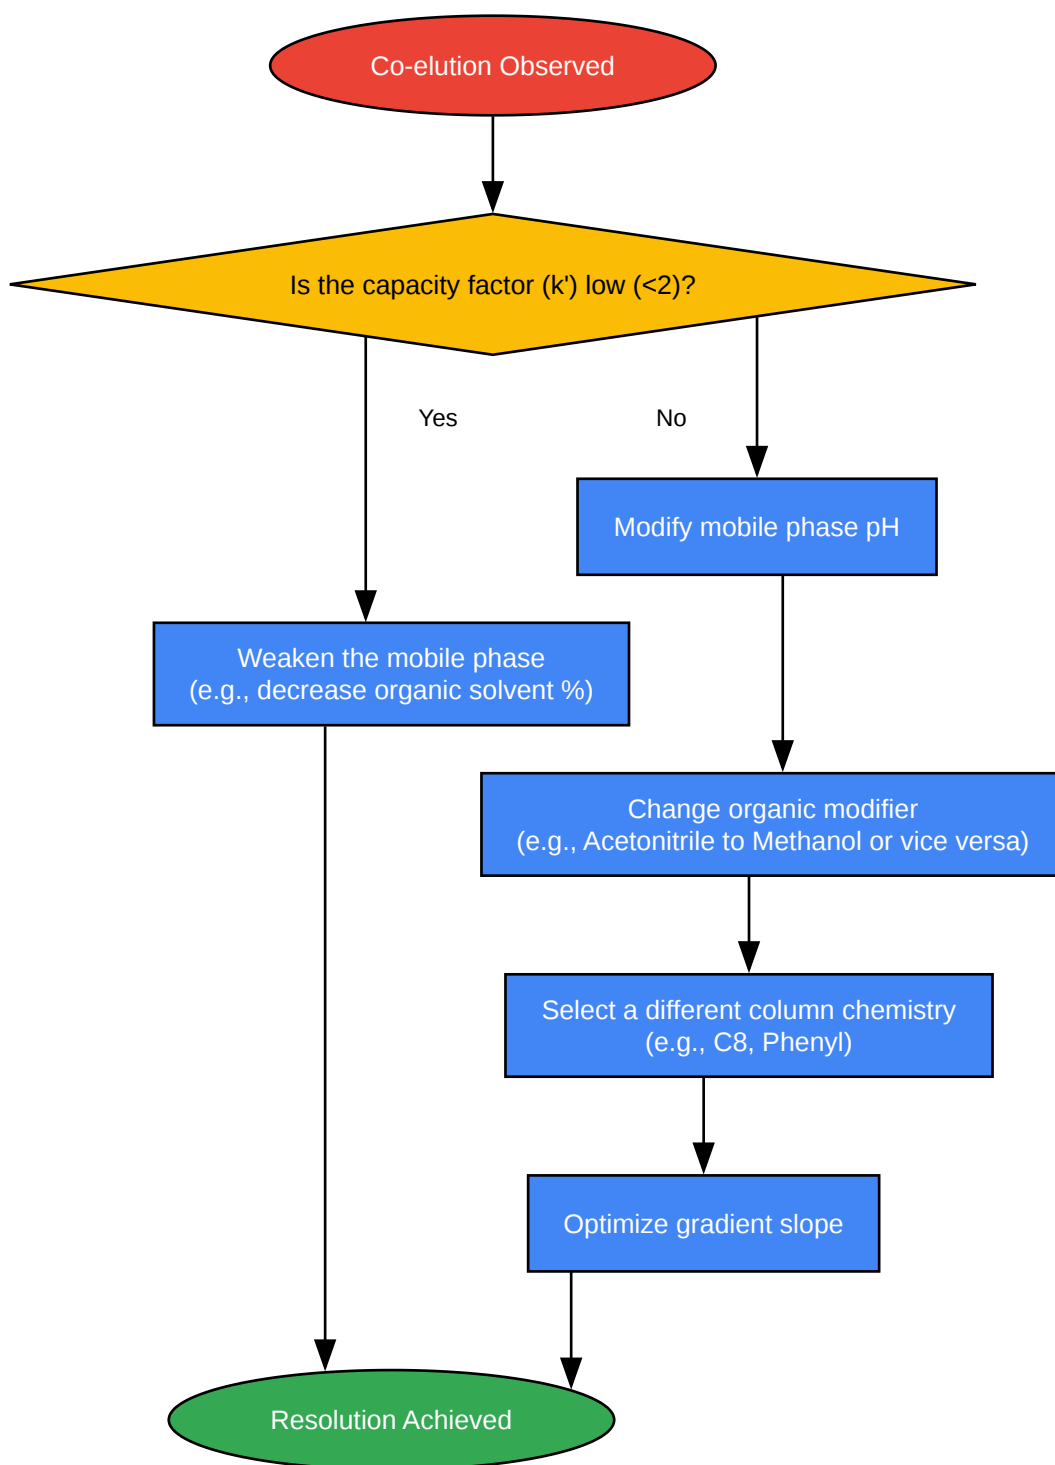 Co-elution Observed
Is the capacity factor (k') low (<2)?
Yes
No
Modify mobile phase pH
Weaken the mobile phase
(e.g., decrease organic solvent %)
Change organic modifier
(e.g., Acetonitrile to Methanol or vice versa)
Select a different column chemistry
(e.g., C8, Phenyl)
Optimize gradient slope
Resolution Achieved